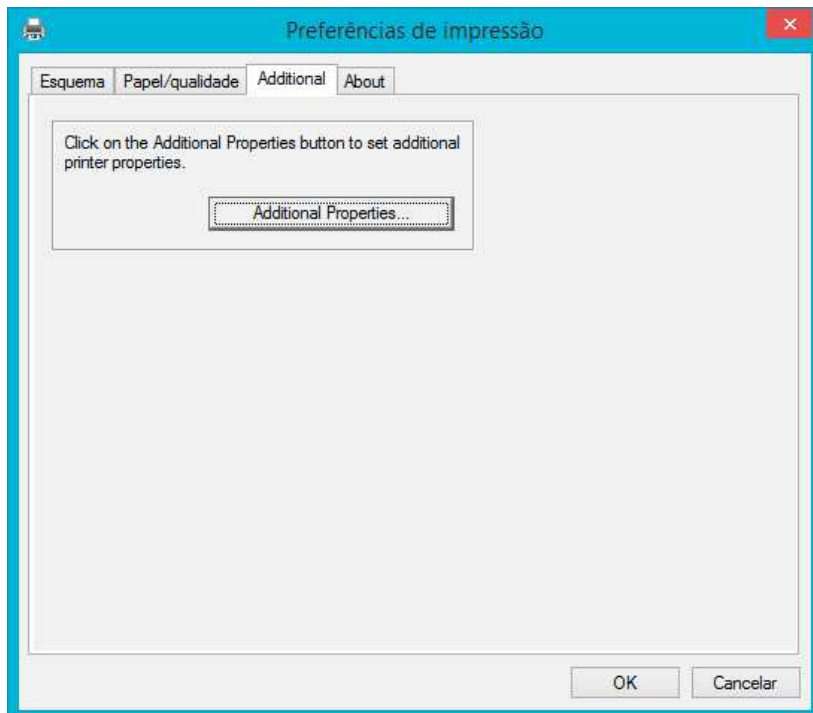 Preferências de impressão
Esquema Papel/qualidade Additional About
Click on the Additional Properties button to set additional
printer properties.
Additional Properties...
OK Cancelar